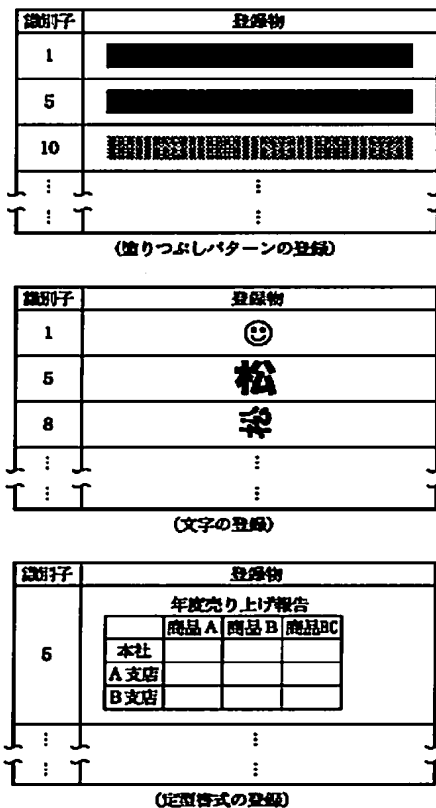 識別子 登録物
1
5
10
⋮ ⋮
⋮ ⋮
(塗りつぶしパターンの登録)
識別子 登録物
1 ☺
5 松
8
⋮ ⋮
⋮ ⋮
(文字の登録)
識別子 登録物
年度売り上げ報告
商品A 商品B 商品BC
5
本社
A支店
B支店
⋮ ⋮
⋮ ⋮
(定型書式の登録)